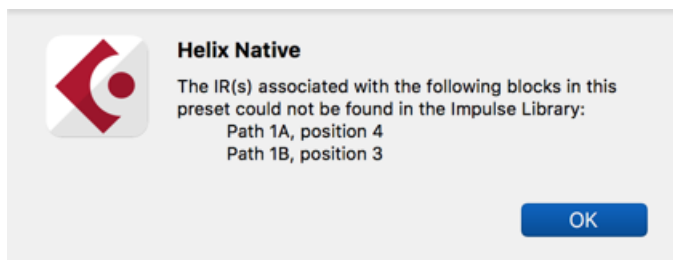 Helix Native
The IR(s) associated with the following blocks in this
preset could not be found in the Impulse Library:
Path 1A, position 4
Path 1B, position 3
OK